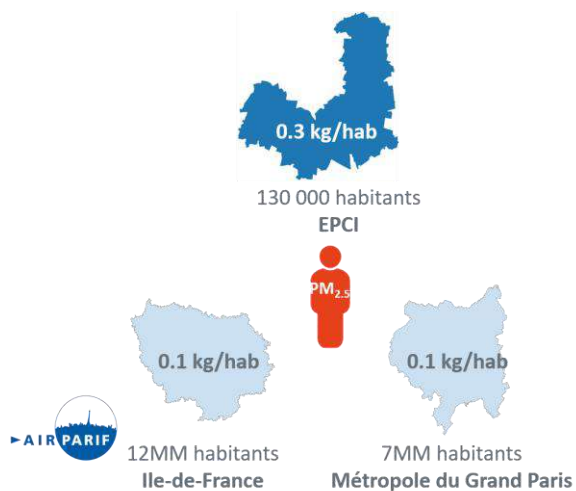 0.3 kg/hab
130 000 habitants
EPCI
PM2.5
0.1 kg/hab
0.1 kg/hab
AIRPARIF
12MM habitants
Ile-de-France
7MM habitants
Métropole du Grand Paris